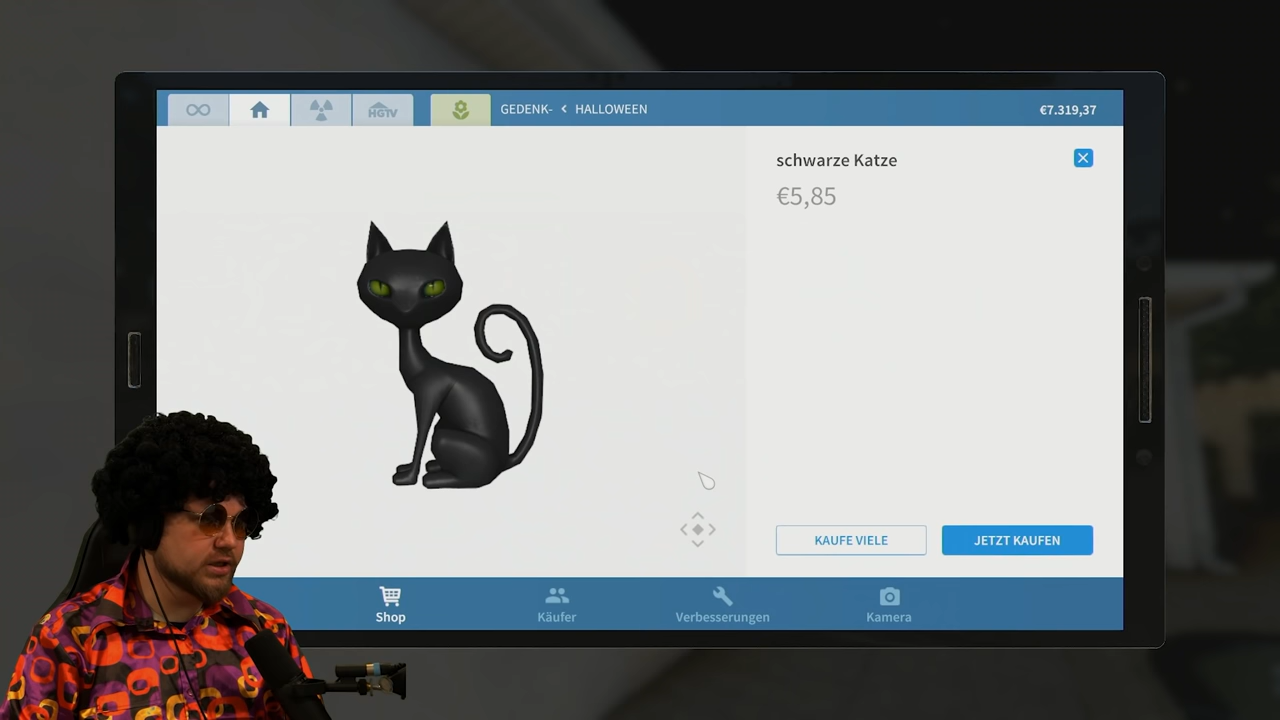 HGTV
GEDENK- < HALLOWEEN
€7.319,37
schwarze Katze
€5,85
KAUFE VIELE
JETZT KAUFEN
Shop
Käufer
Verbesserungen
Kamera